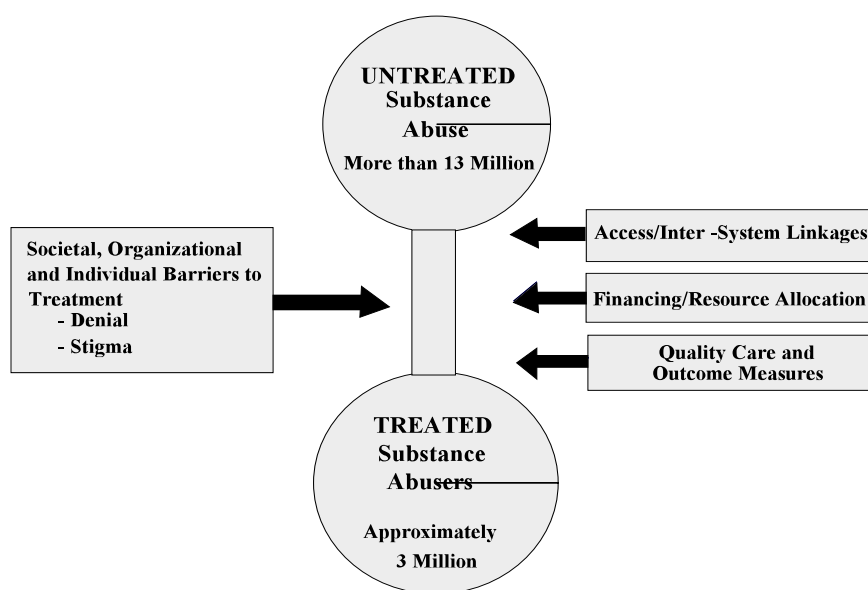 UNTREATED
Substance
Abuse
More than 13 Million
Societal, Organizational
and Individual Barriers to
Treatment
- Denial
- Stigma
Access/Inter -System Linkages
Financing/Resource Allocation
Quality Care and
Outcome Measures
TREATED
Substance
Abusers
Approximately
3 Million